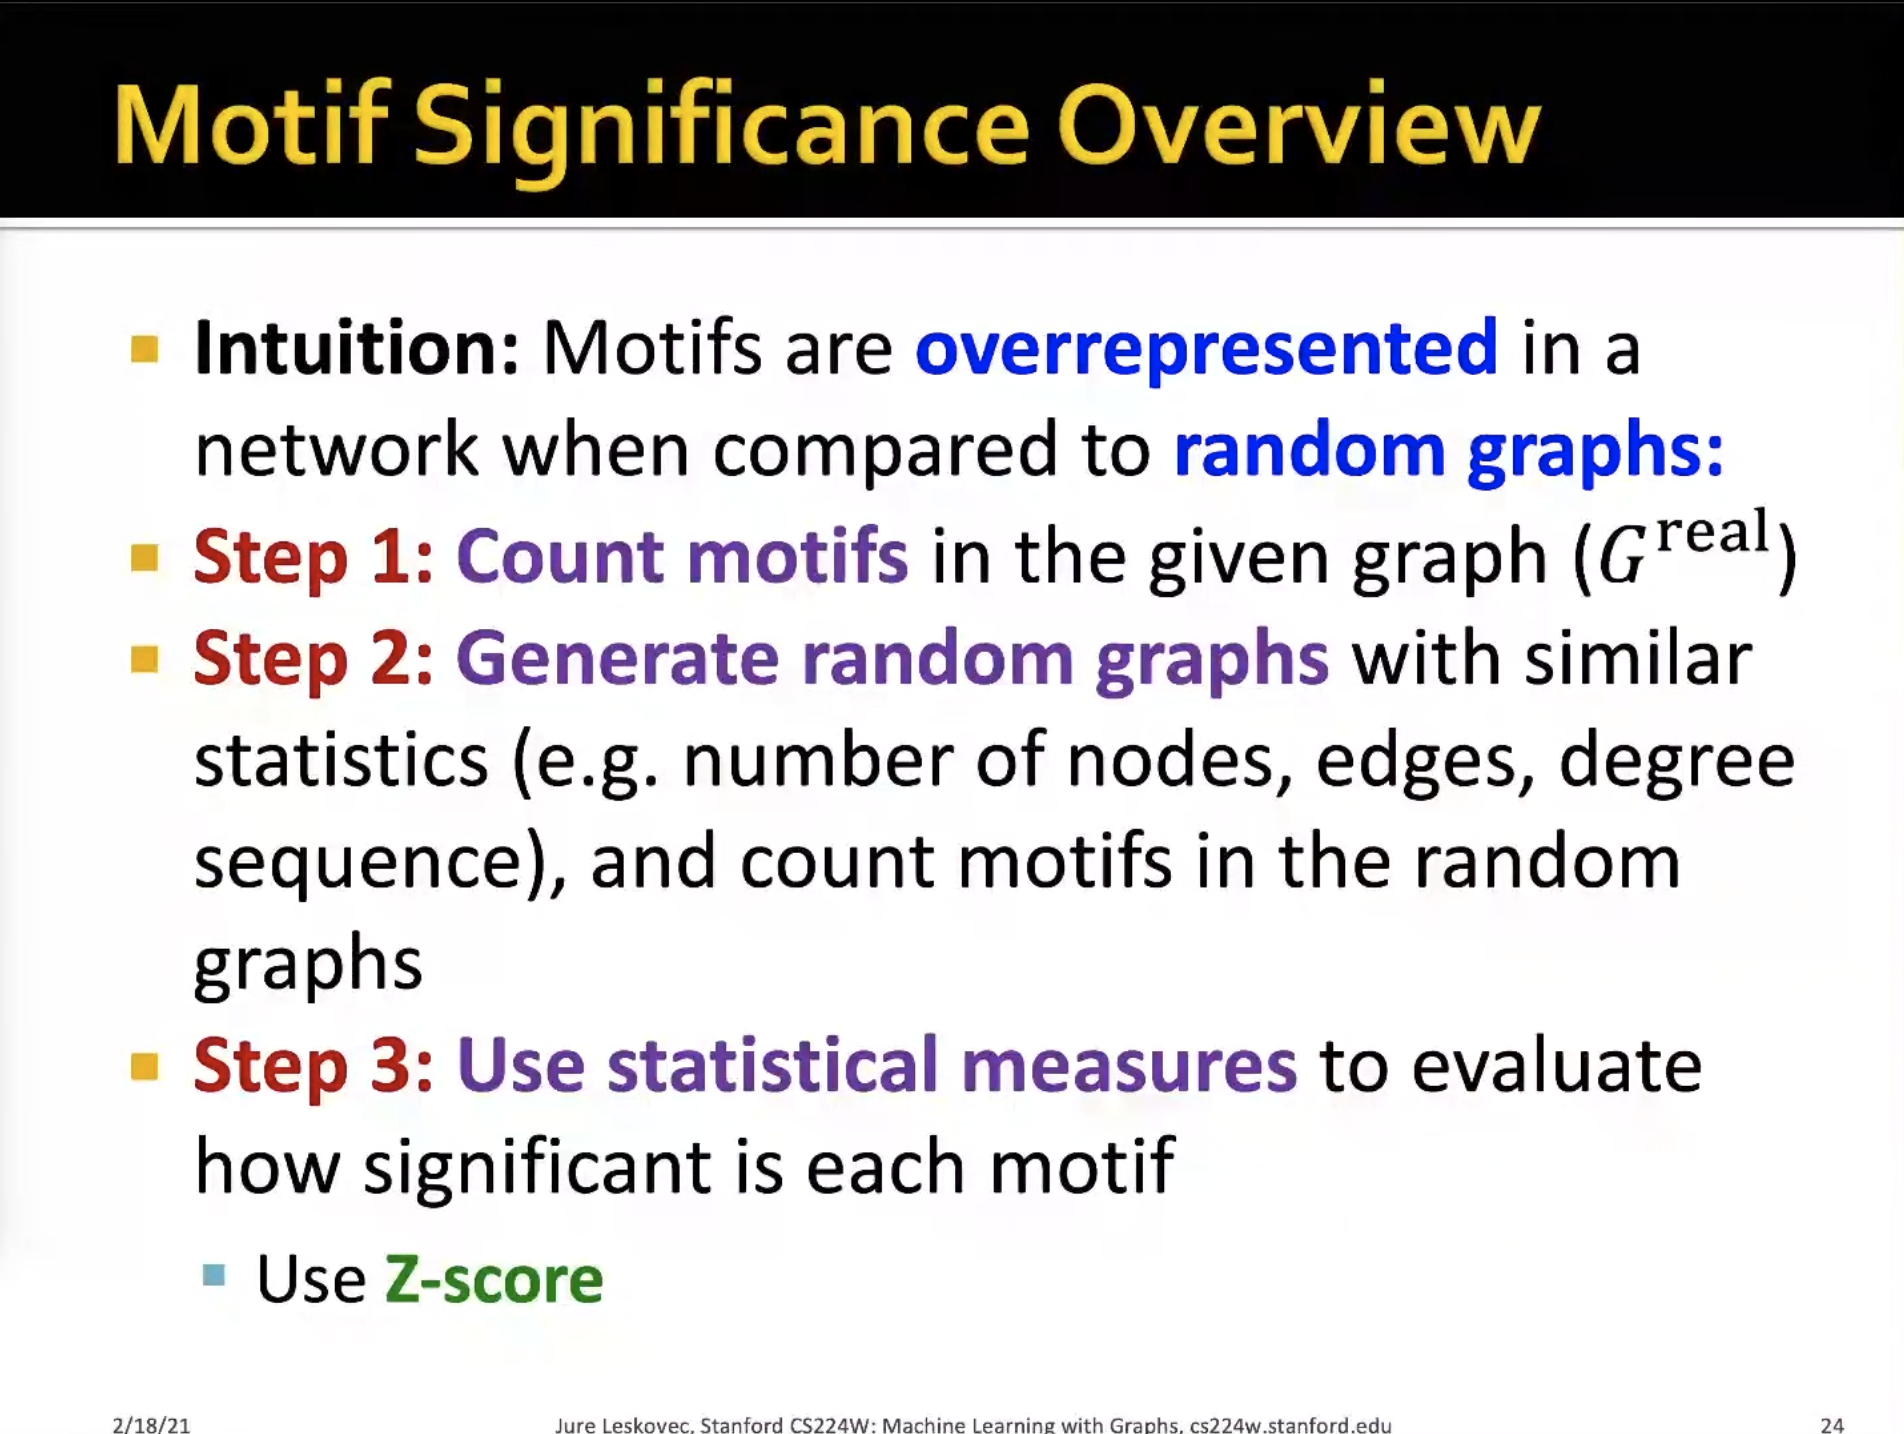 Motif Significance Overview
Intuition: Motifs are overrepresented in a
network when compared to random graphs:
Step 1: Count motifs in the given graph (G^real)
Step 2: Generate random graphs with similar
statistics (e.g. number of nodes, edges, degree
sequence), and count motifs in the random
graphs
Step 3: Use statistical measures to evaluate
how significant is each motif
Use Z-score
2/18/21 Jure Leskovec, Stanford CS224W: Machine Learning with Graphs, cs224w.stanford.edu 24